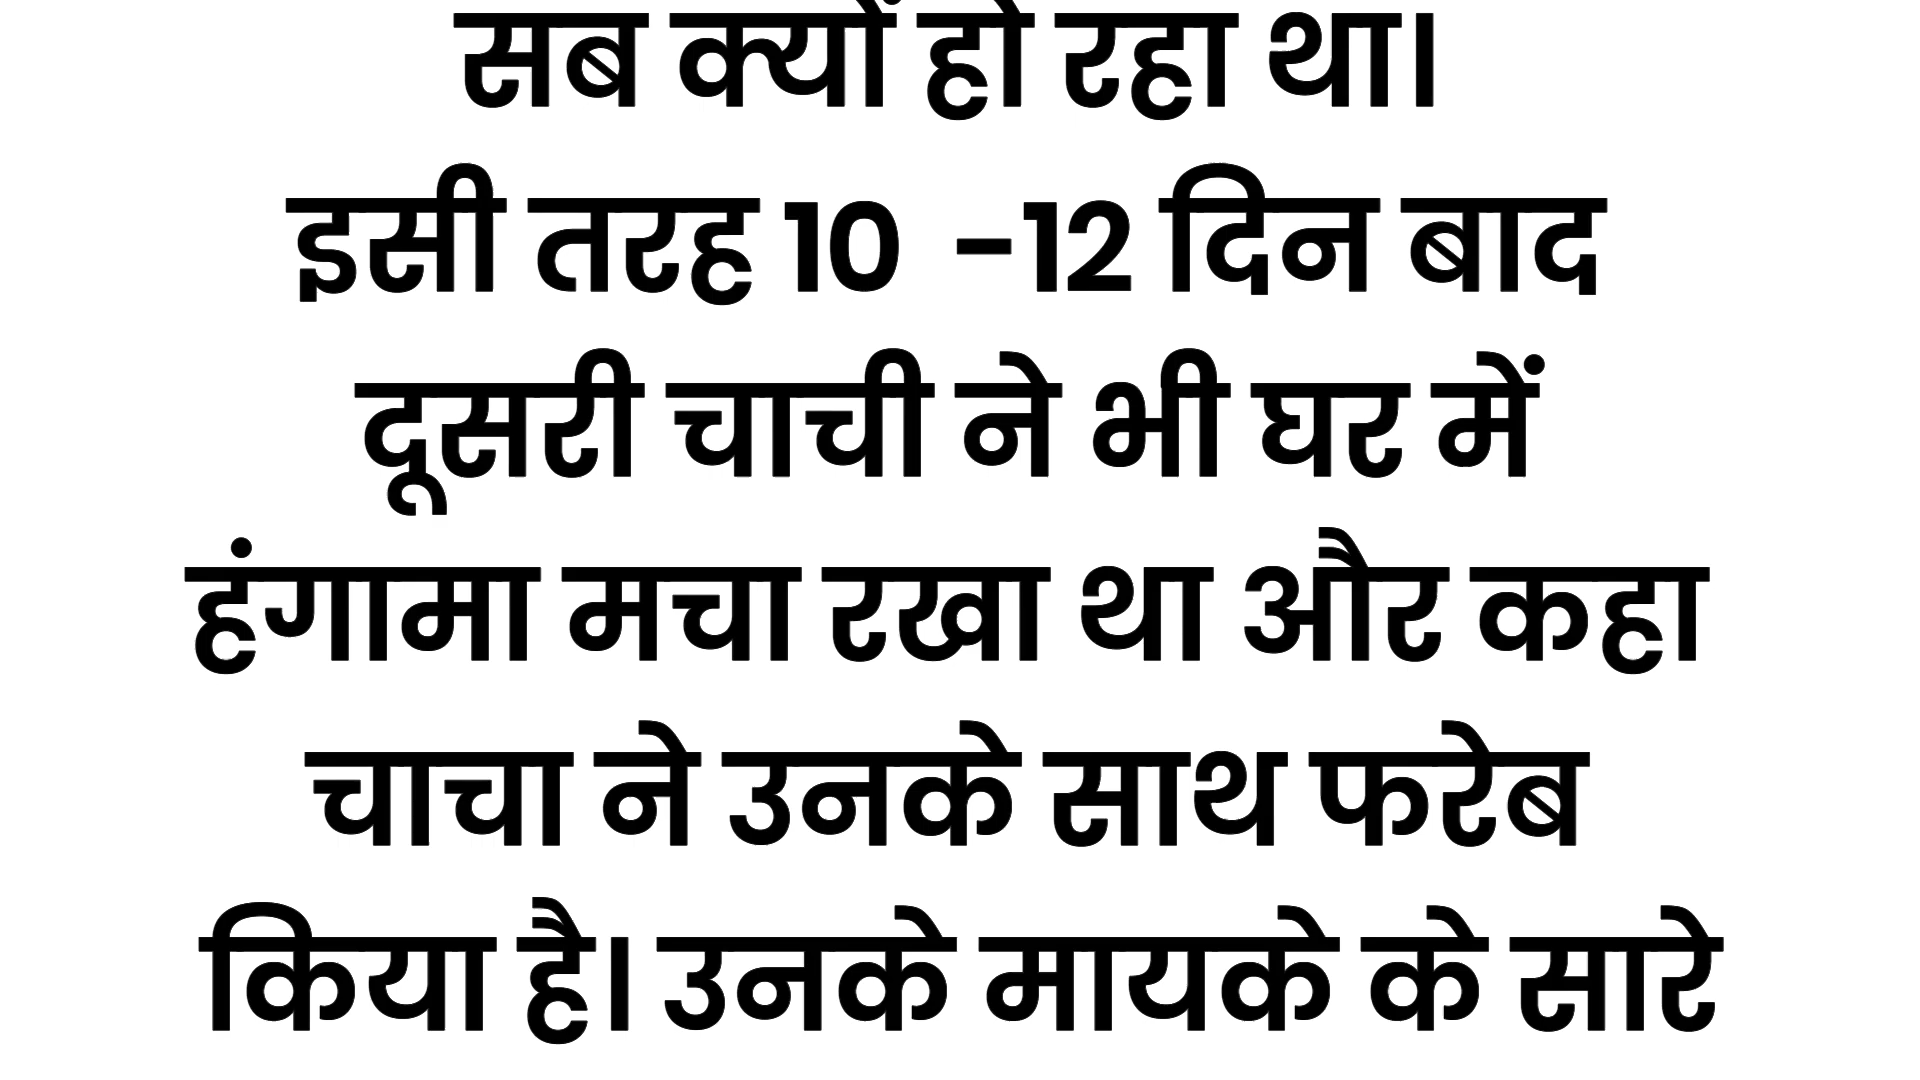 सब क्यों हो रहा था।
इसी तरह 10 -12 दिन बाद
दूसरी चाची ने भी घर में
हंगामा मचा रखा था और कहा
चाचा ने उनके साथ फरेब
किया है। उनके मायके के सारे